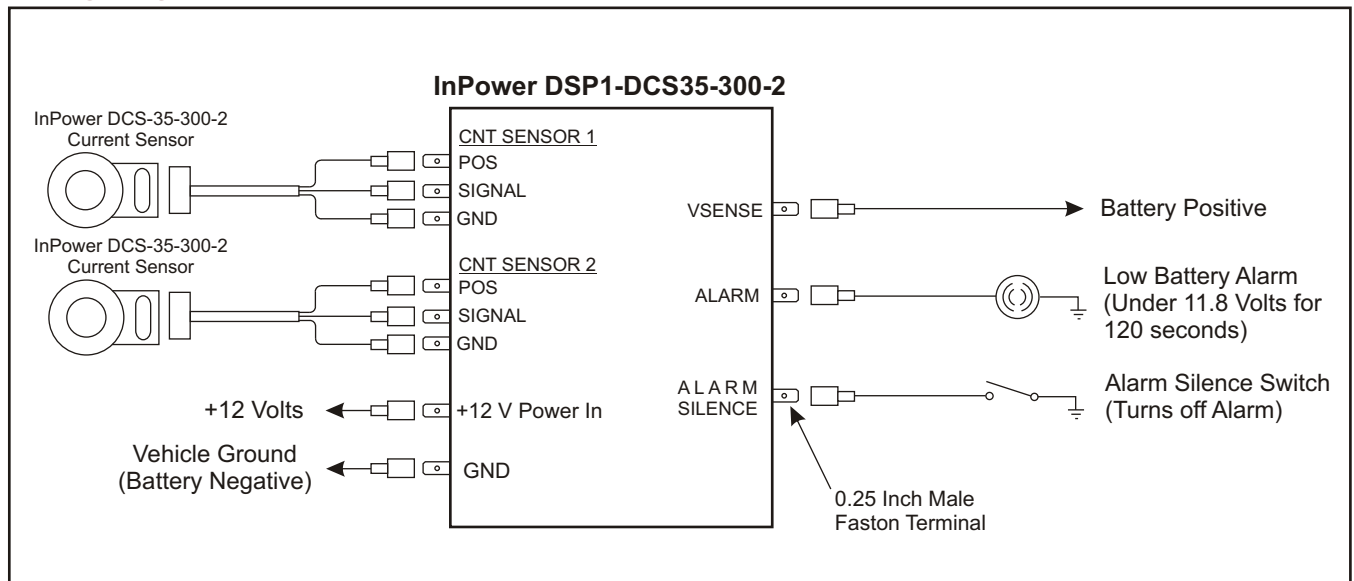 InPower DSP1-DCS35-300-2
InPower DCS-35-300-2
Current Sensor
CNT SENSOR 1
POS
SIGNAL
GND
InPower DCS-35-300-2
Current Sensor
CNT SENSOR 2
POS
SIGNAL
GND
+12 Volts
+12 V Power In
Vehicle Ground
(Battery Negative)
GND
VSENSE
Battery Positive
ALARM
Low Battery Alarm
(Under 11.8 Volts for
120 seconds)
ALARM
SILENCE
Alarm Silence Switch
(Turns off Alarm)
0.25 Inch Male
Faston Terminal